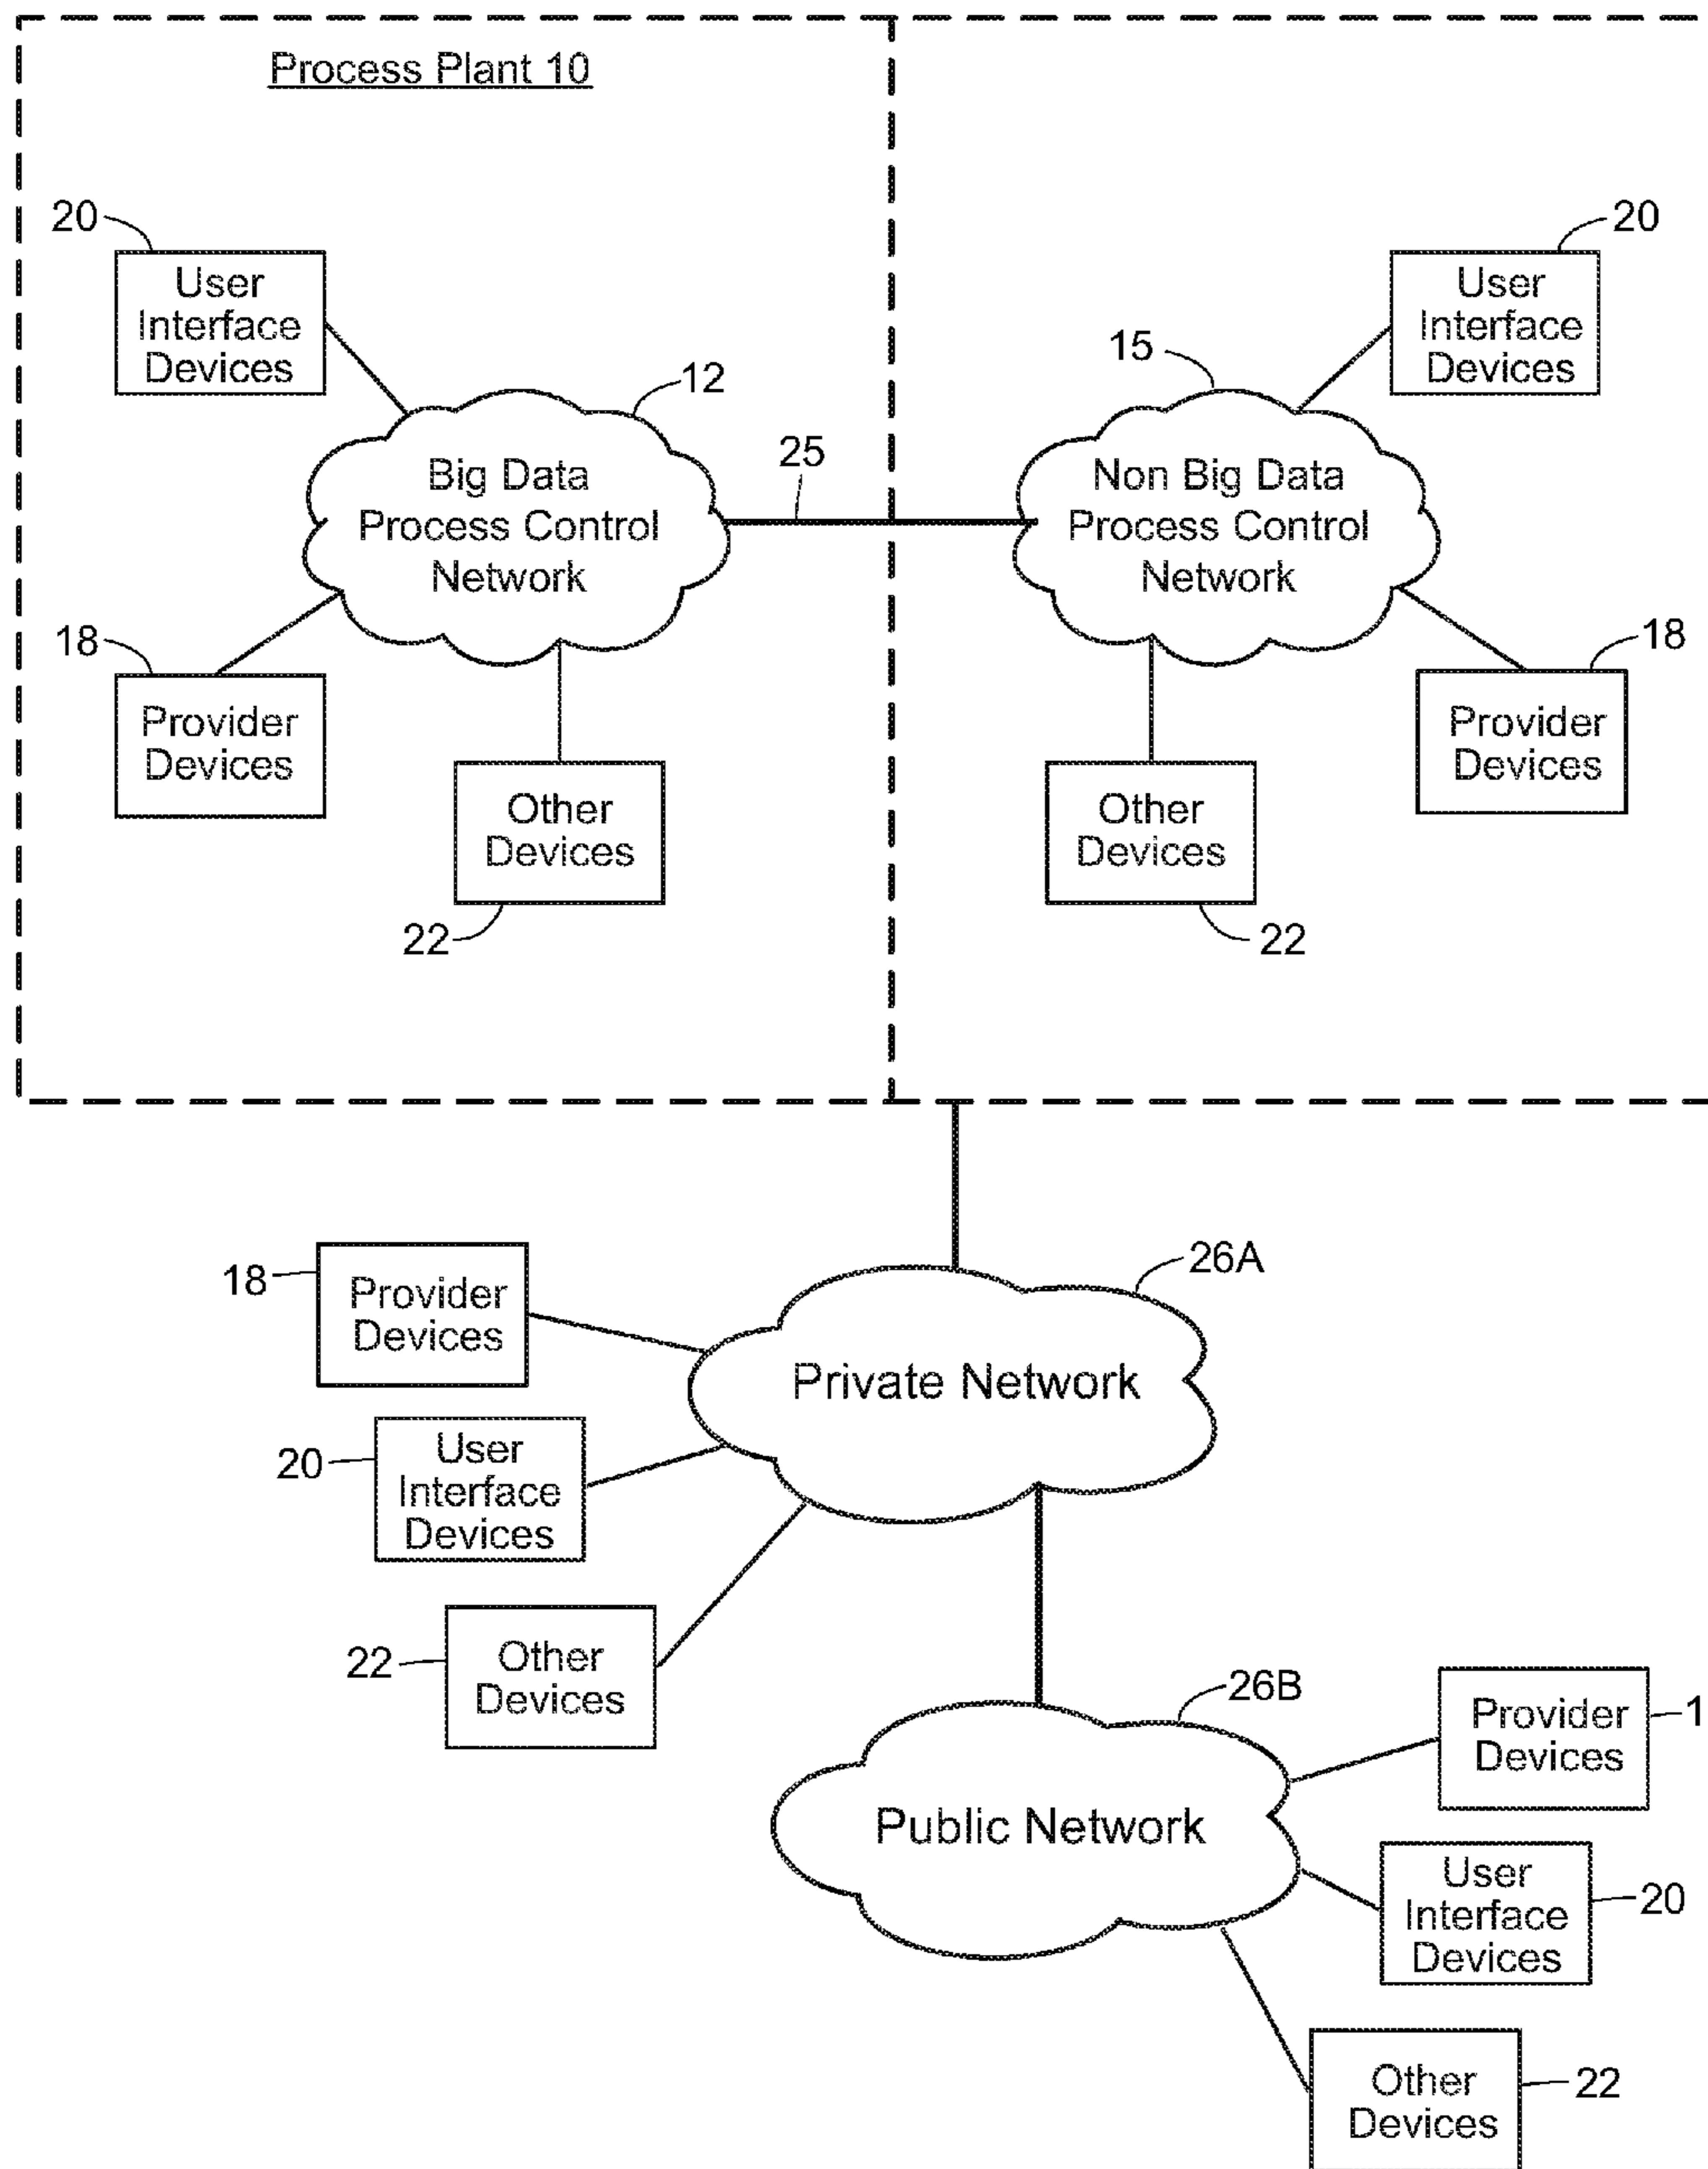 Process Plant 10
20
User
Interface
Devices
12
Big Data
Process Control
Network
25
18
Provider
Devices
Other
Devices
22
20
User
Interface
Devices
15
Non Big Data
Process Control
Network
18
Provider
Devices
Other
Devices
22
26A
Private Network
18
Provider
Devices
20
User
Interface
Devices
22
Other
Devices
26B
Public Network
Provider
Devices
1
User
Interface
Devices
20
Other
Devices
22